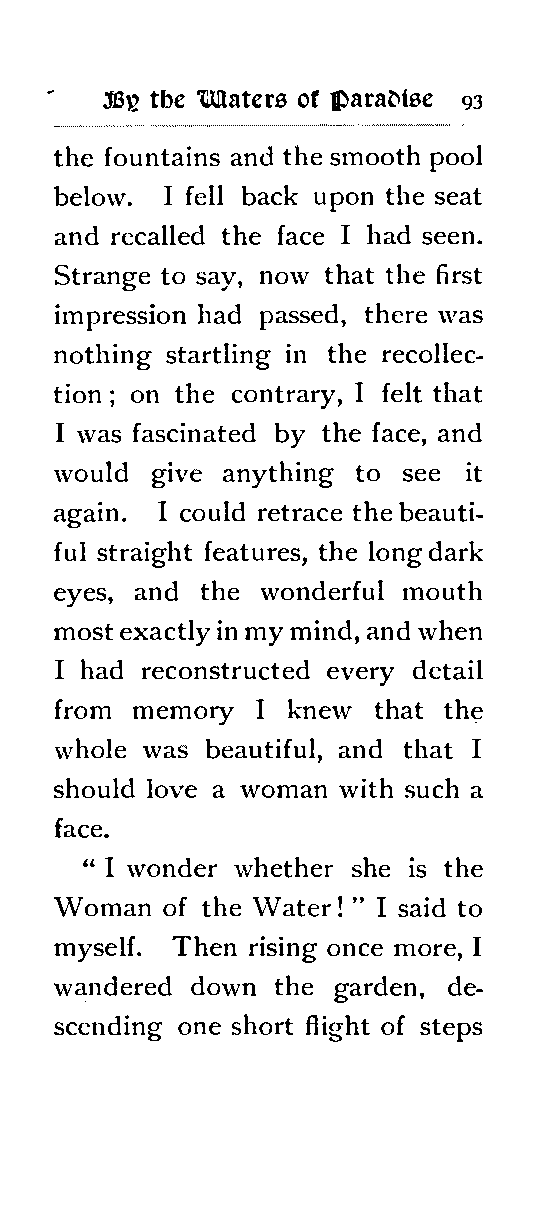 By the Waters of Paradise 93
the fountains and the smooth pool
below. I fell back upon the seat
and recalled the face I had seen.
Strange to say, now that the first
impression had passed, there was
nothing startling in the recollec-
tion ; on the contrary, I felt that
I was fascinated by the face, and
would give anything to see it
again. I could retrace the beauti-
ful straight features, the long dark
eyes, and the wonderful mouth
most exactly in my mind, and when
I had reconstructed every detail
from memory I knew that the
whole was beautiful, and that I
should love a woman with such a
face.
“ I wonder whether she is the
Woman of the Water! ” I said to
myself. Then rising once more, I
wandered down the garden, de-
scending one short flight of steps